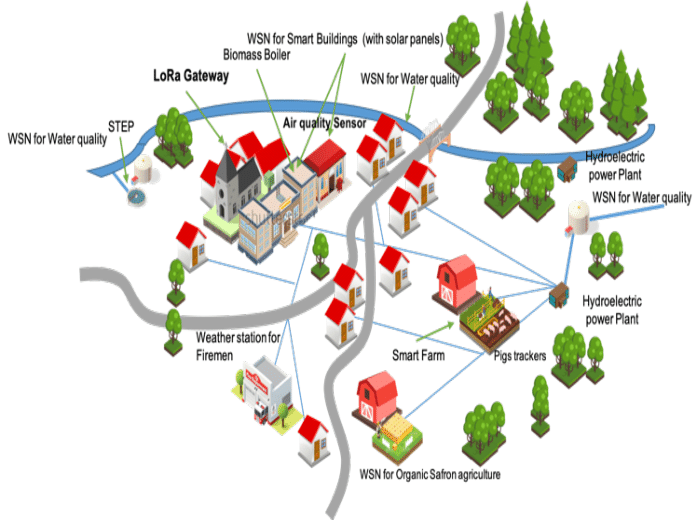 WSN for Smart Buildings (with solar panels)
Biomass Boiler
LoRa Gateway
WSN for Water quality
Air quality Sensor
STEP
WSN for Water quality
Hydroelectric
power Plant
WSN for Water quality
Hydroelectric
power Plant
Weather station for
Firemen
Smart Farm
Pigs trackers
WSN for Organic Safron agriculture